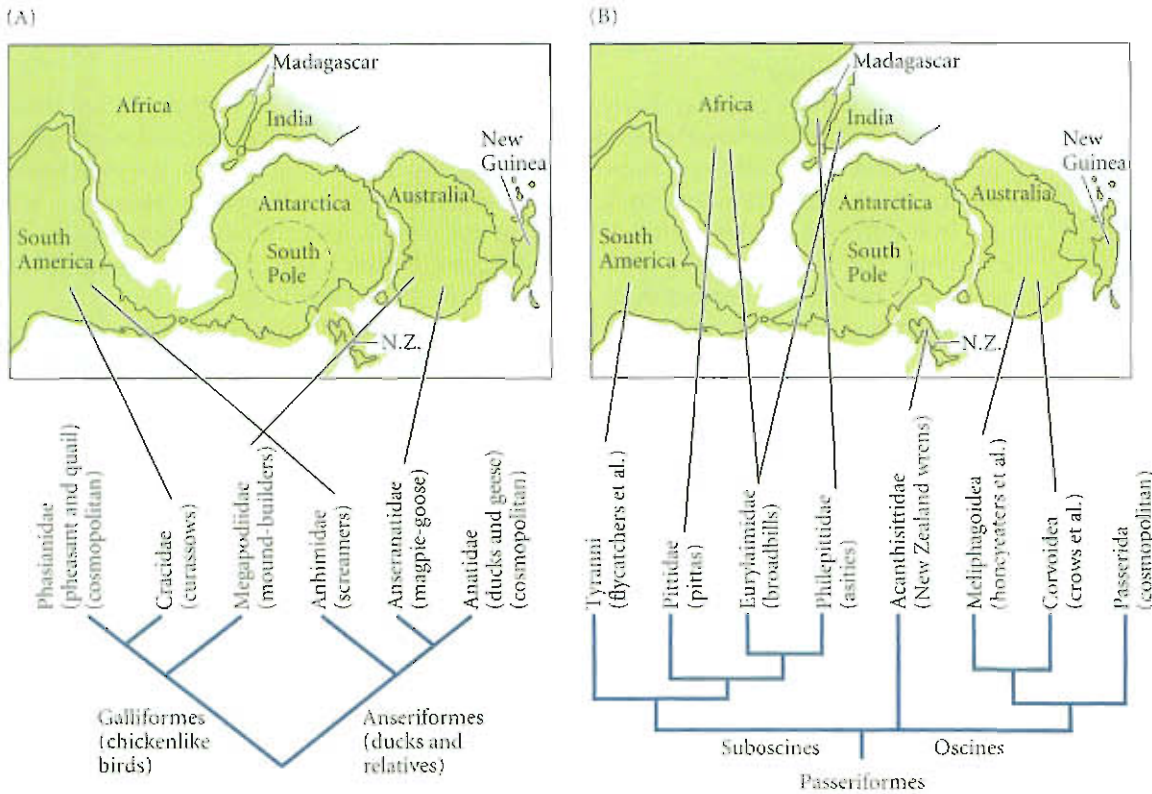 (A)
Madagascar
Africa
India
New
Guinea
Antarctica
Australia
South
America
South
Pole
N.Z.
Phasianidae
(pheasant and quail)
(cosmopolitan)
Cracidae
(curassows)
Megapodiidae
(mound-builders)
Anhimidae
(screamers)
Anseranatidae
(magpie-goose)
Anatidae
(ducks and geese)
(cosmopolitan)
Galliformes
(chickenlike
birds)
Anseriformes
(ducks and
relatives)
(B)
Madagascar
Africa
India
New
Guinea
Antarctica
Australia
South
America
South
Pole
N.Z.
Tyranni
(flycatchers et al.)
Pittidae
(pittas)
Eurylaimidae
(broadbills)
Philepittidae
(asities)
Acanthisittidae
(New Zealand wrens)
Meliphagoidea
(honeyeaters et al.)
Corvoidea
(crows et al.)
Passerida
(cosmopolitan)
Suboscines
Oscines
Passeriformes